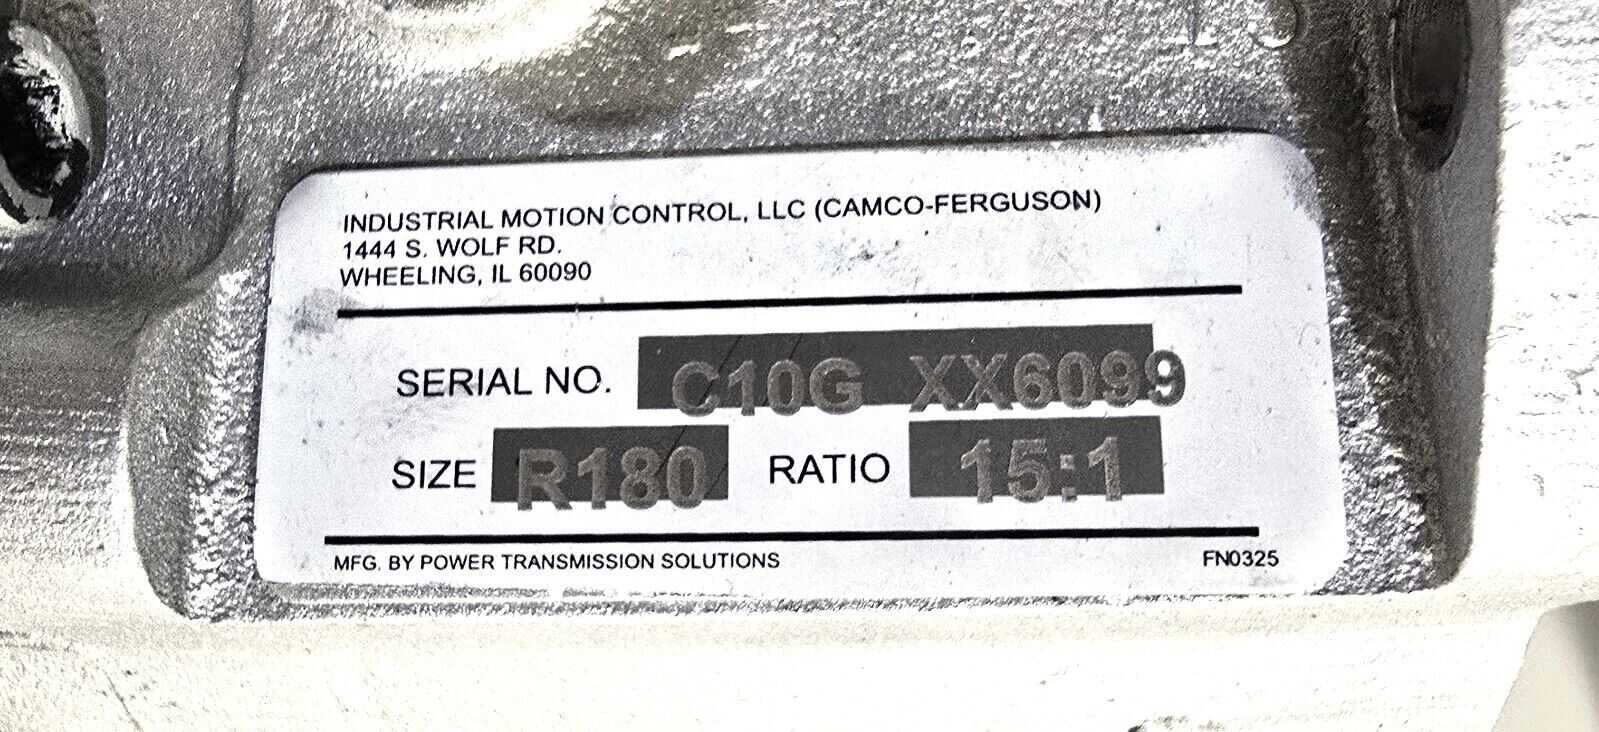 INDUSTRIAL MOTION CONTROL, LLC (CAMCO-FERGUSON)
1444 S. WOLF RD.
WHEELING, IL 60090
SERIAL NO. C10G XX6099
SIZE R180 RATIO 15:1
MFG. BY POWER TRANSMISSION SOLUTIONS FN0325